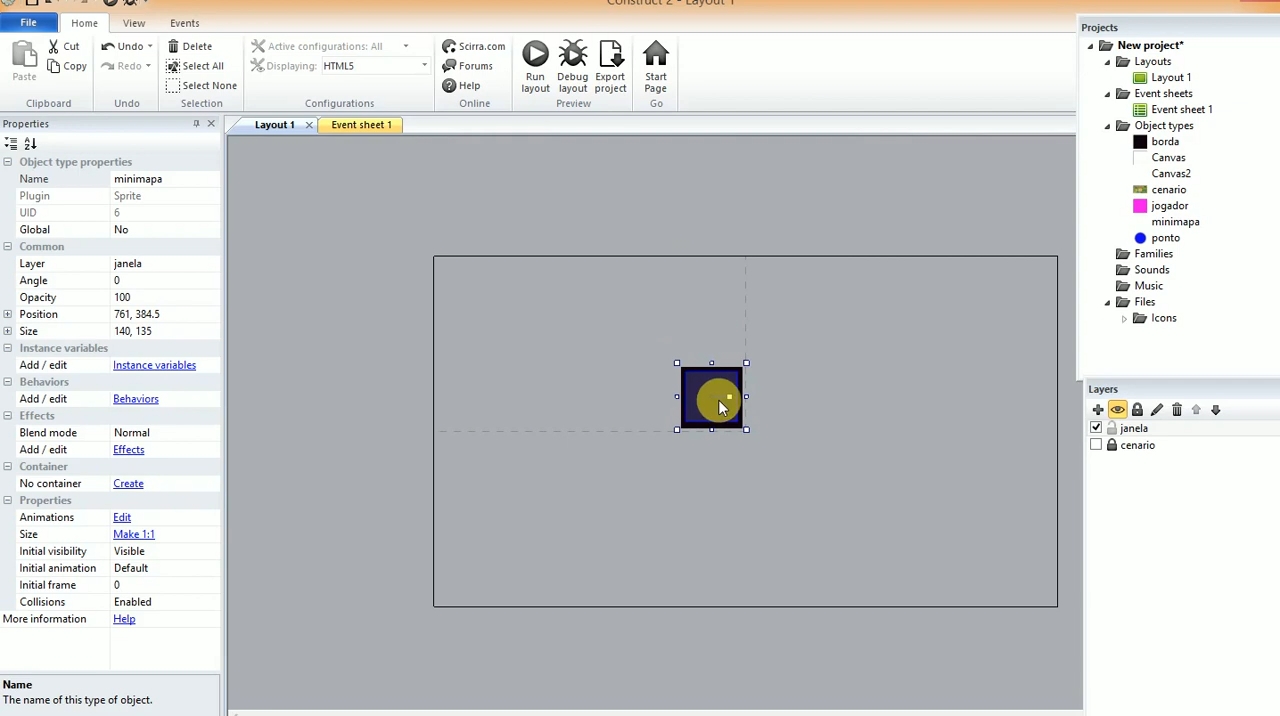 Construct 2 - Layout 1
File Home View Events
Paste Cut Copy Clipboard
Undo Redo Undo
Delete Select All Select None Selection
Active configurations: All
Displaying: HTML5
Configurations
Scirra.com Forums Help Online
Run layout Debug layout Export project Preview
Start Page Go
Properties
Layout 1 Event sheet 1
Object type properties
Name minimapa
Plugin Sprite
UID 6
Global No
Common
Layer janela
Angle 0
Opacity 100
Position 761, 384.5
Size 140, 135
Instance variables
Add / edit Instance variables
Behaviors
Add / edit Behaviors
Effects
Blend mode Normal
Add / edit Effects
Container
No container Create
Properties
Animations Edit
Size Make 1:1
Initial visibility Visible
Initial animation Default
Initial frame 0
Collisions Enabled
More information Help
Name
The name of this type of object.
Projects
New project*
Layouts
Layout 1
Event sheets
Event sheet 1
Object types
borda
Canvas
Canvas2
cenario
jogador
minimapa
ponto
Families
Sounds
Music
Files
Icons
Layers
janela
cenario